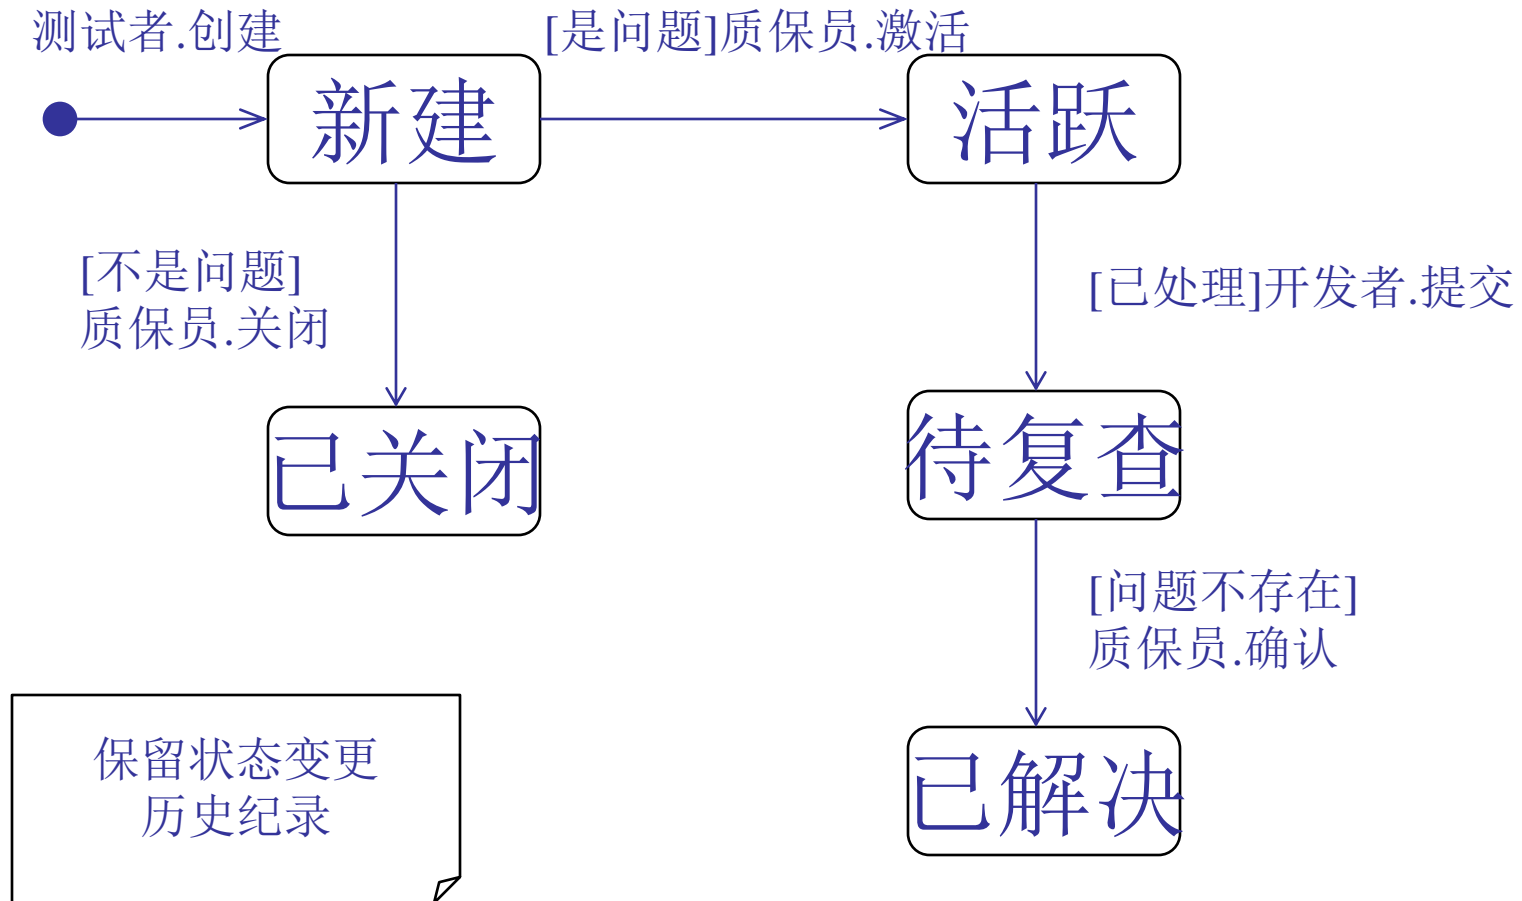 测试者.创建
[是问题]质保员.激活
新建
活跃
[不是问题]
质保员.关闭
[已处理]开发者.提交
已关闭
待复查
[问题不存在]
质保员.确认
保留状态变更
历史纪录
已解决